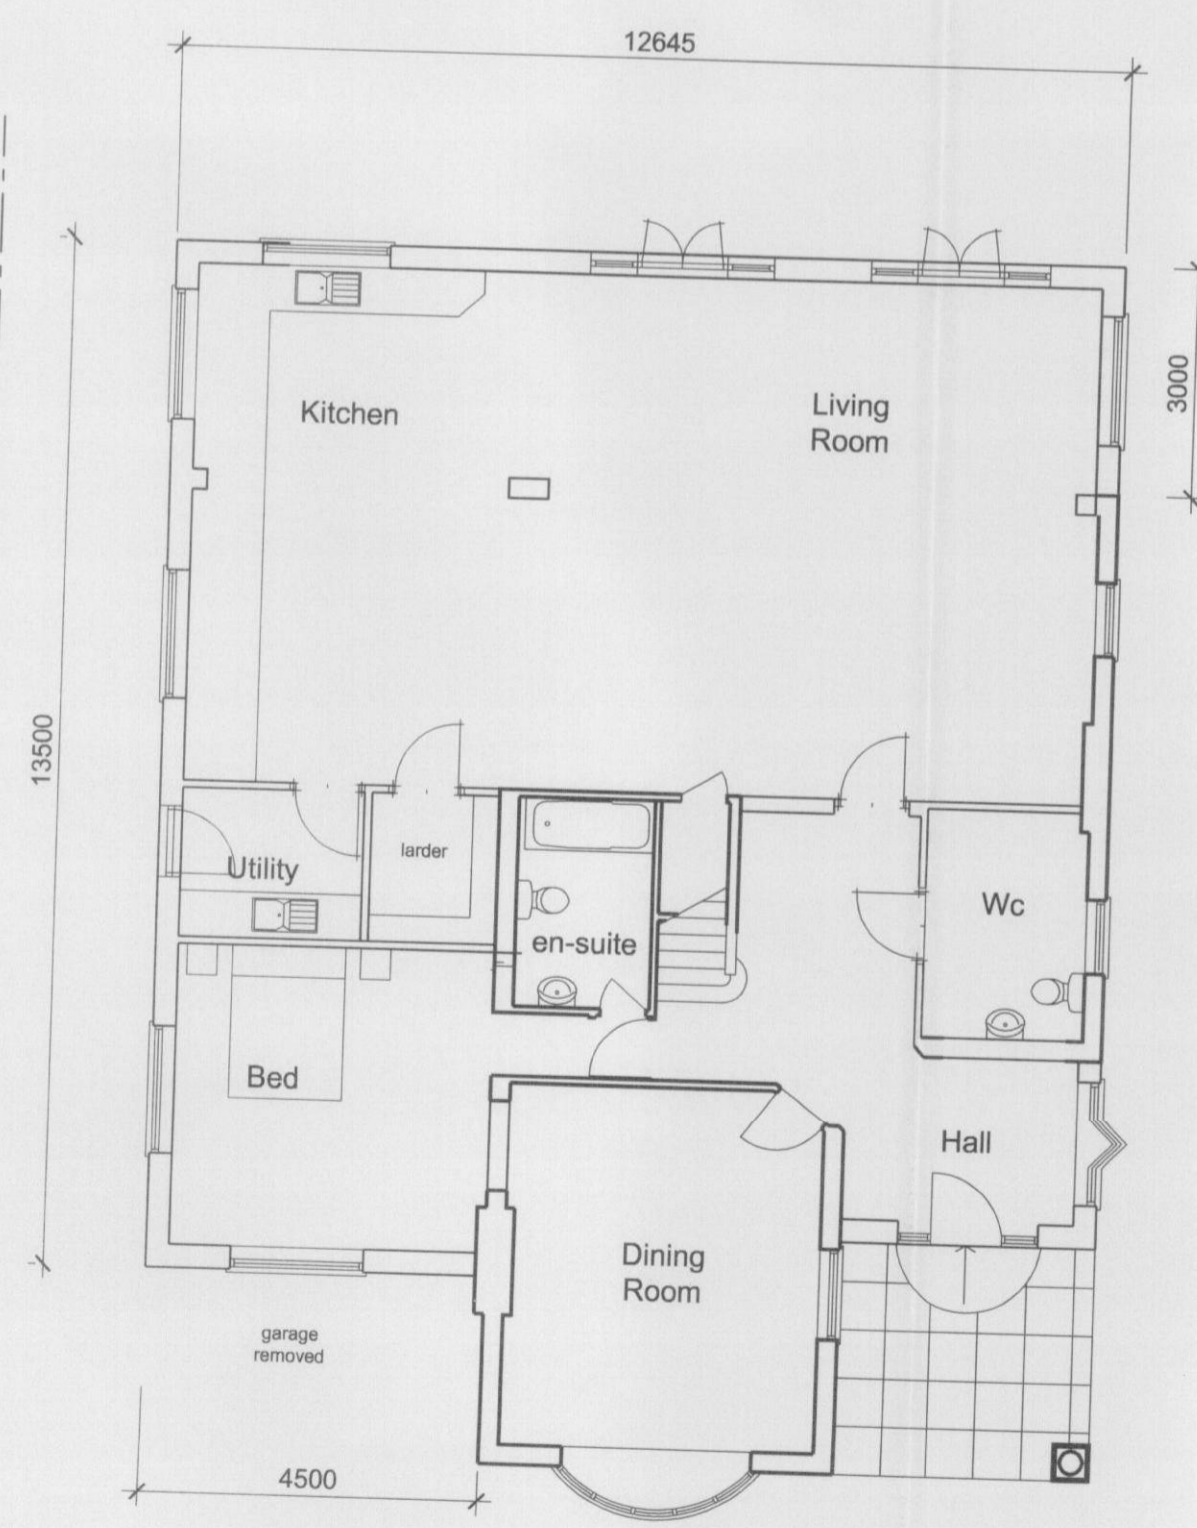 12645
3000
Kitchen
Living
Room
13500
Utility
larder
Wc
en-suite
Bed
Hall
Dining
Room
garage
removed
4500